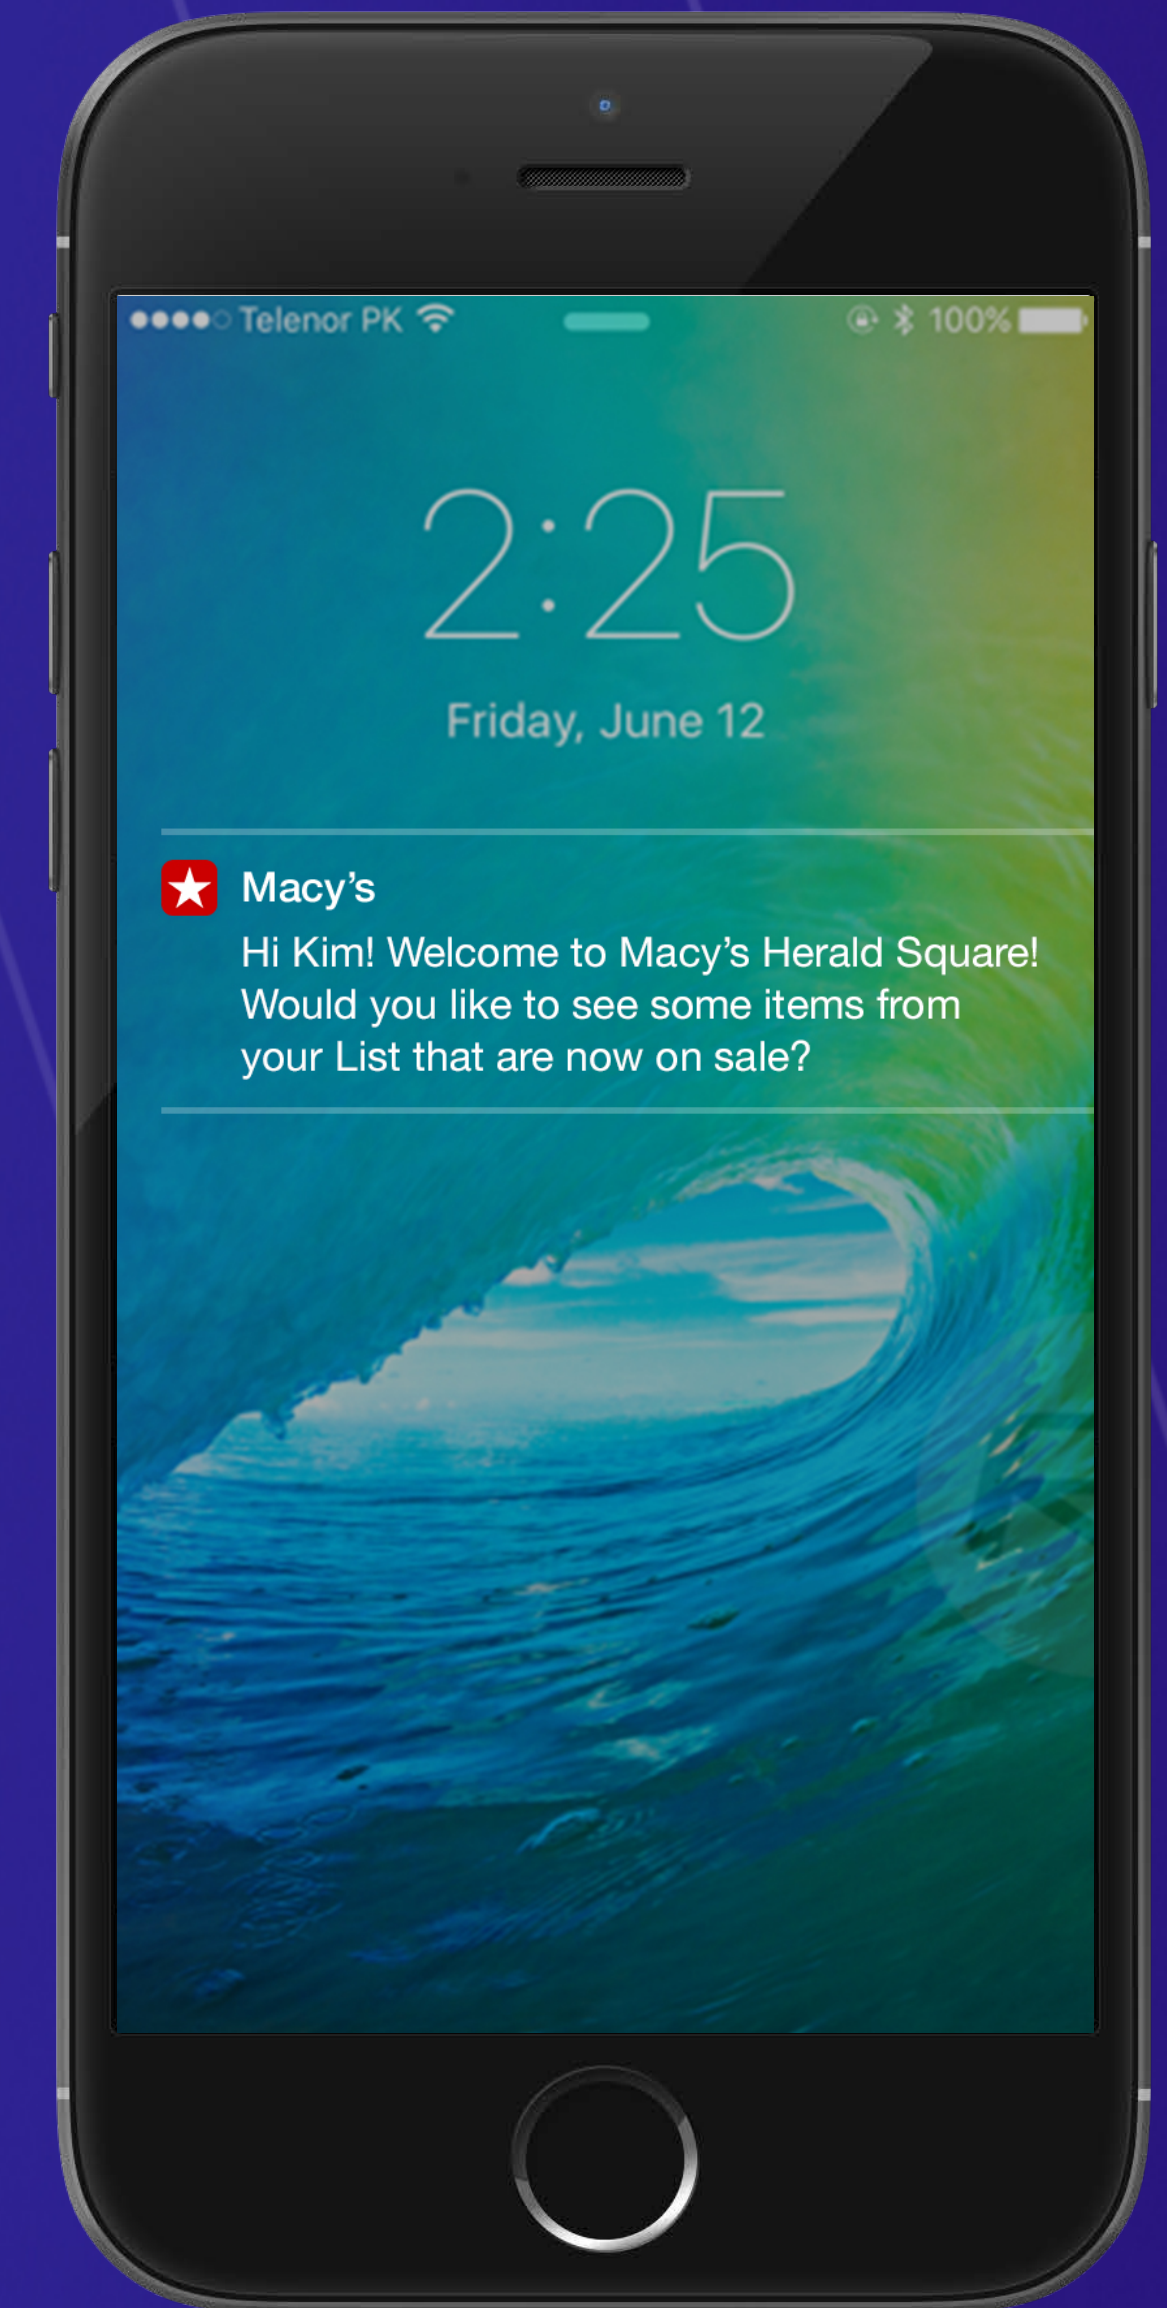 Telenor PK 100%
2:25
Friday, June 12
Macy's
Hi Kim! Welcome to Macy's Herald Square!
Would you like to see some items from
your List that are now on sale?